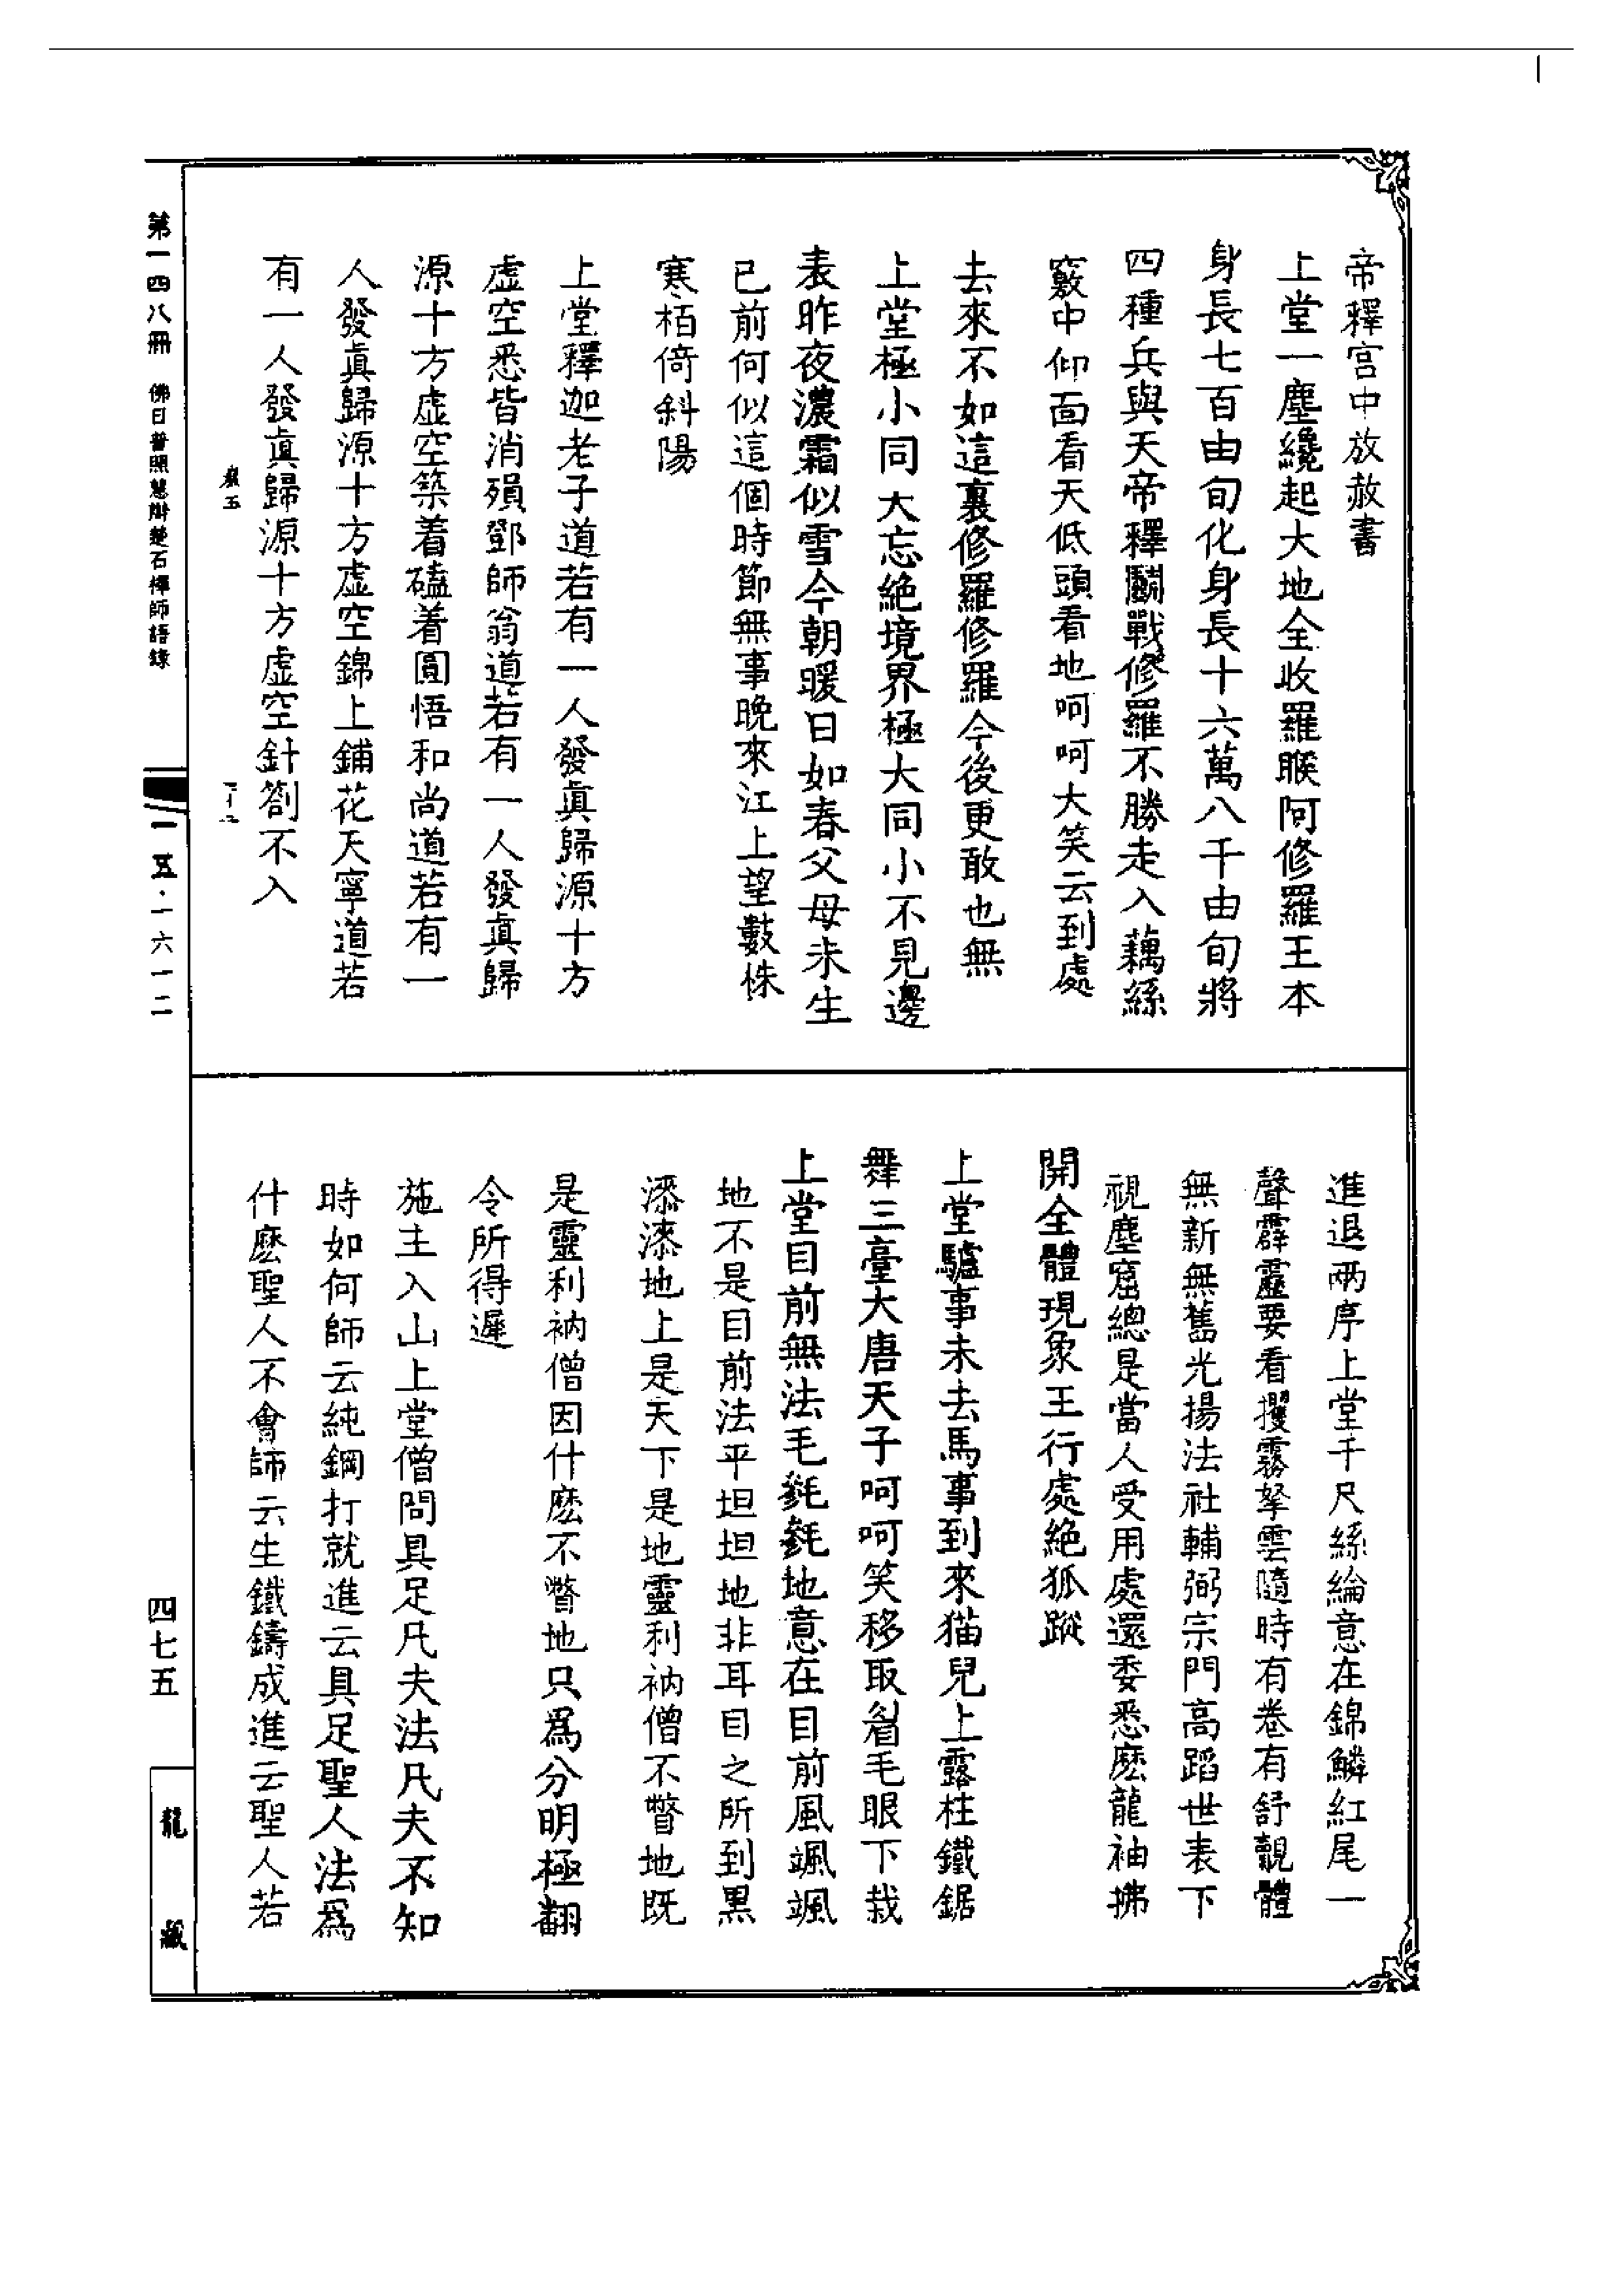 帝釋宫中放赦書
上堂一塵纔起大地全收羅睺阿修羅王本
身長七百由旬化身長十六萬八千由旬將
四種兵與天帝釋鬭戰修羅不勝走入藕絲
竅中仰面看天低頭看地呵呵大笑云到處
去來不如這裏修羅修羅今後更敢也無
上堂極小同大忘絶境界極大同小不見邊
表昨夜濃霜似雪今朝暖日如春父母未生
已前何似這個時節無事晩來江上望數株
寒栢倚斜陽
上堂釋迦老子道若有一人發眞歸源十方
虛空悉皆消殞鄧師翁道若有一人發眞歸
源十方虛空築着磕着圓悟和尚道若有一
人發眞歸源十方虛空錦上鋪花天寧道若
有一人發眞歸源十方虛空針劄不入
進退兩序上堂千尺絲綸意在錦鱗紅尾一
聲霹靂要看攫霧拏雲隨時有卷有舒覿體
無新無舊光揚法社輔弼宗門高蹈世表下
視塵窟總是當人受用處還委悉麽龍袖拂
開全體現象王行處絶狐蹤
上堂驢事未去馬事到來猫兒上露柱鐵鋸
舞三臺大唐天子呵呵笑移取眉毛眼下栽
上堂目前無法毛毿毿地意在目前風颯颯
地不是目前法平坦坦地非耳目之所到黒
漆漆地上是天下是地靈利衲僧不瞥地既
是靈利衲僧因什麽不瞥地只爲分明極翻
令所得遲
施主入山上堂僧問具足凡夫法凡夫不知
時如何師云純鋼打就進云具足聖人法爲
什麽聖人不會師云生鐵鑄成進云聖人若
第一四八冊 佛日普照慧辯楚石禪師語錄
一五·一六一二
四七五
龍藏